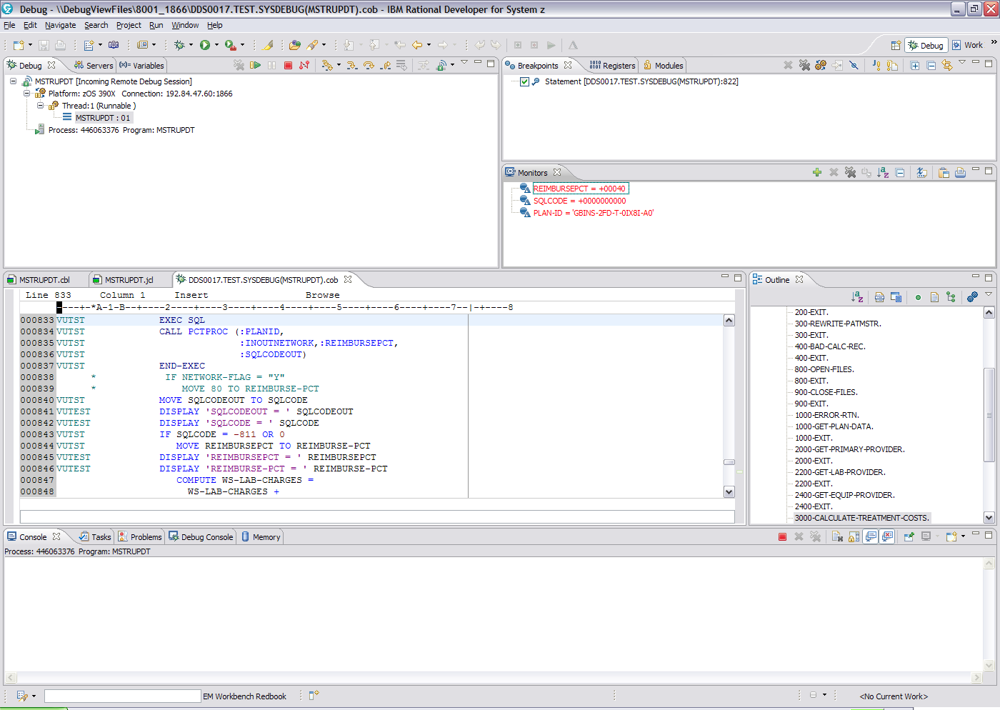 Debug - \\DebugViewFiles\8001_1866\DDS0017.TEST.SYSDEBUG(MSTRUPDT).cob - IBM Rational Developer for System z
File Edit Navigate Search Project Run Window Help
Debug Work »
Debug Servers (x)= Variables
MSTRUPDT [Incoming Remote Debug Session]
Platform: zOS 390X Connection: 192.84.47.60:1866
Thread:1 (Runnable )
MSTRUPDT : 01
Process: 446063376 Program: MSTRUPDT
Breakpoints Registers Modules
Statement [DDS0017.TEST.SYSDEBUG(MSTRUPDT):822]
Monitors
REIMBURSEPCT = +00040
SQLCODE = +0000000000
PLAN-ID = 'GBINS-2FD-T-0IX8I-A0'
MSTRUPDT.cbl MSTRUPDT.jcl DDS0017.TEST.SYSDEBUG(MSTRUPDT).cob
Line 833 Column 1 Insert Browse
----+-*A-1-B--+----2----+----3----+----4----+----5----+----6----+----7--|-+----8
000833 VUTST EXEC SQL
000834 VUTST CALL PCTPROC (:PLANID,
000835 VUTST :INOUTNETWORK,:REIMBURSEPCT,
000836 VUTST :SQLCODEOUT)
000837 VUTST END-EXEC
000838 * IF NETWORK-FLAG = "Y"
000839 * MOVE 80 TO REIMBURSE-PCT
000840 VUTST MOVE SQLCODEOUT TO SQLCODE
000841 VUTEST DISPLAY 'SQLCODEOUT = ' SQLCODEOUT
000842 VUTEST DISPLAY 'SQLCODE = ' SQLCODE
000843 VUTST IF SQLCODE = -811 OR 0
000844 VUTST MOVE REIMBURSEPCT TO REIMBURSE-PCT
000845 VUTEST DISPLAY 'REIMBURSEPCT = ' REIMBURSEPCT
000846 VUTEST DISPLAY 'REIMBURSE-PCT = ' REIMBURSE-PCT
000847 COMPUTE WS-LAB-CHARGES =
000848 WS-LAB-CHARGES +
Outline
200-EXIT.
300-REWRITE-PATMSTR.
300-EXIT.
400-BAD-CALC-REC.
400-EXIT.
800-OPEN-FILES.
800-EXIT.
900-CLOSE-FILES.
900-EXIT.
1000-ERROR-RTN.
1000-GET-PLAN-DATA.
1000-EXIT.
2000-GET-PRIMARY-PROVIDER.
2000-EXIT.
2200-GET-LAB-PROVIDER.
2200-EXIT.
2400-GET-EQUIP-PROVIDER.
2400-EXIT.
3000-CALCULATE-TREATMENT-COSTS.
Console Tasks Problems Debug Console Memory
Process: 446063376 Program: MSTRUPDT
EM Workbench Redbook <No Current Work>